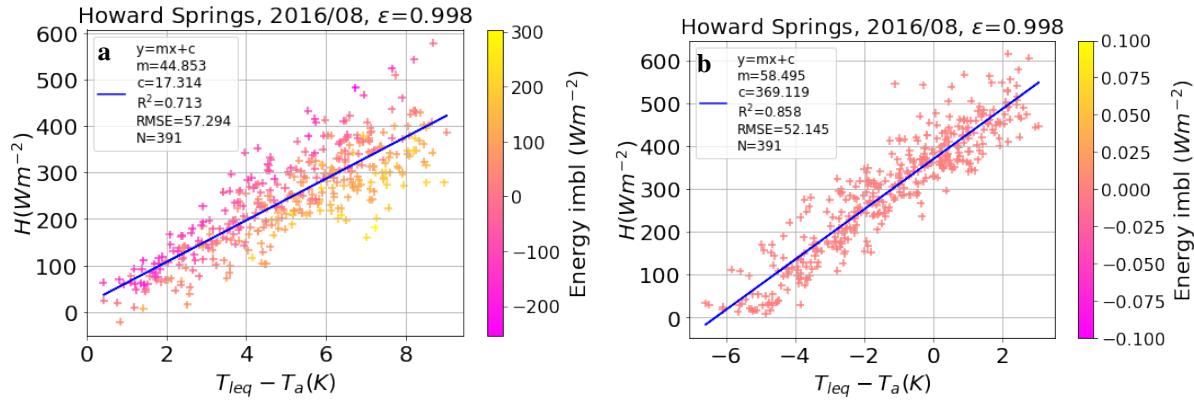 Howard Springs, 2016/08, ε=0.998
a
y=mx+c
m=44.853
c=17.314
R²=0.713
RMSE=57.294
N=391
600
500
400
300
200
100
0
H(Wm⁻²)
0 2 4 6 8
T_leq − T_a(K)
300
200
100
0
−100
−200
Energy imbl (Wm⁻²)
Howard Springs, 2016/08, ε=0.998
b
y=mx+c
m=58.495
c=369.119
R²=0.858
RMSE=52.145
N=391
600
500
400
300
200
100
0
H(Wm⁻²)
−6 −4 −2 0 2
T_leq − T_a(K)
0.100
0.075
0.050
0.025
0.000
−0.025
−0.050
−0.075
−0.100
Energy imbl (Wm⁻²)